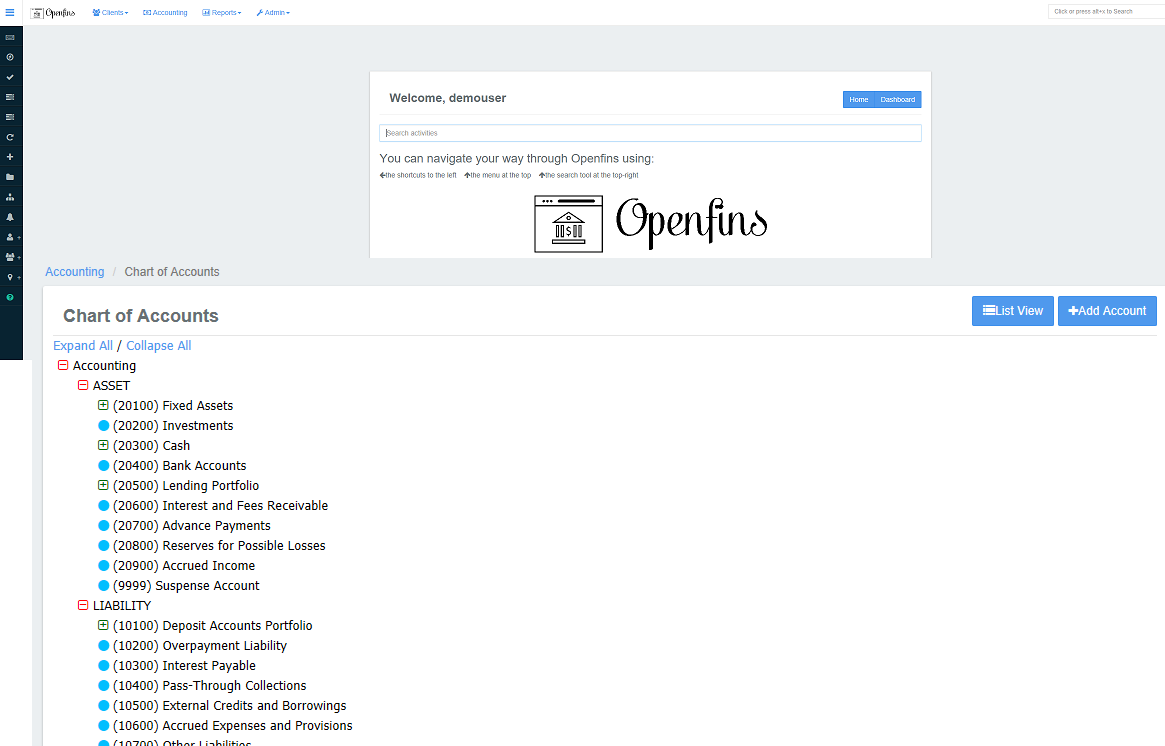 Openfins Clients Accounting Reports Admin Click or press alt+x to Search
Welcome, demouser
Home Dashboard
Search activities
You can navigate your way through Openfins using:
the shortcuts to the left the menu at the top the search tool at the top-right
Openfins
Accounting / Chart of Accounts
Chart of Accounts
List View Add Account
Expand All / Collapse All
Accounting
ASSET
(20100) Fixed Assets
(20200) Investments
(20300) Cash
(20400) Bank Accounts
(20500) Lending Portfolio
(20600) Interest and Fees Receivable
(20700) Advance Payments
(20800) Reserves for Possible Losses
(20900) Accrued Income
(9999) Suspense Account
LIABILITY
(10100) Deposit Accounts Portfolio
(10200) Overpayment Liability
(10300) Interest Payable
(10400) Pass-Through Collections
(10500) External Credits and Borrowings
(10600) Accrued Expenses and Provisions
(10700) Other Liabilities